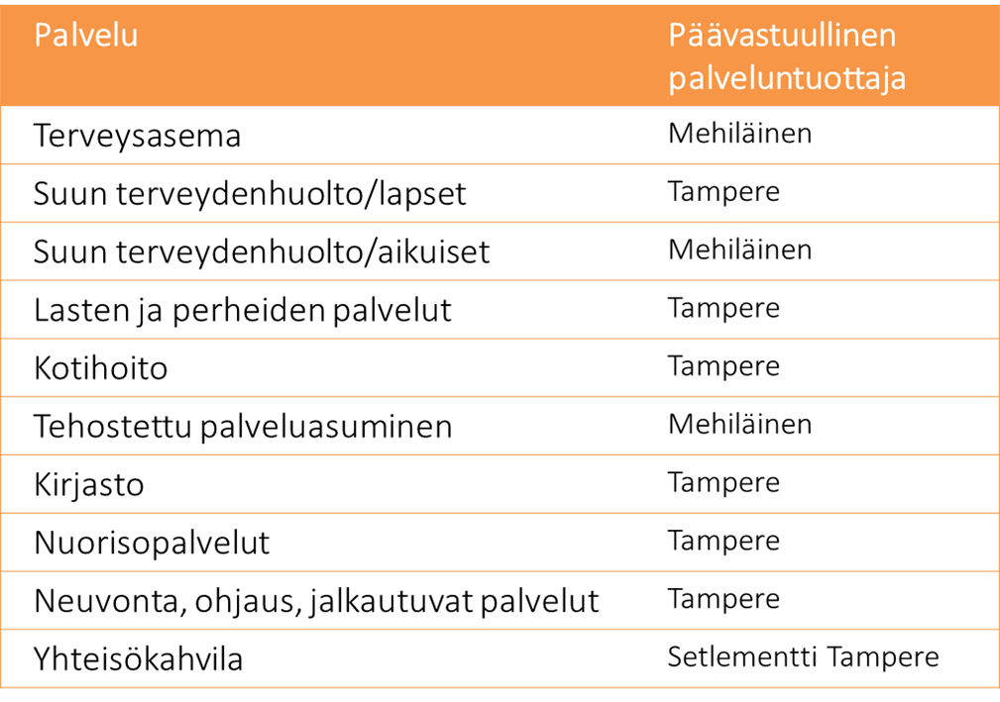 Palvelu Päävastuullinen
palveluntuottaja
Terveysasema Mehiläinen
Suun terveydenhuolto/lapset Tampere
Suun terveydenhuolto/aikuiset Mehiläinen
Lasten ja perheiden palvelut Tampere
Kotihoito Tampere
Tehostettu palveluasuminen Mehiläinen
Kirjasto Tampere
Nuorisopalvelut Tampere
Neuvonta, ohjaus, jalkautuvat palvelut Tampere
Yhteisökahvila Setlementti Tampere